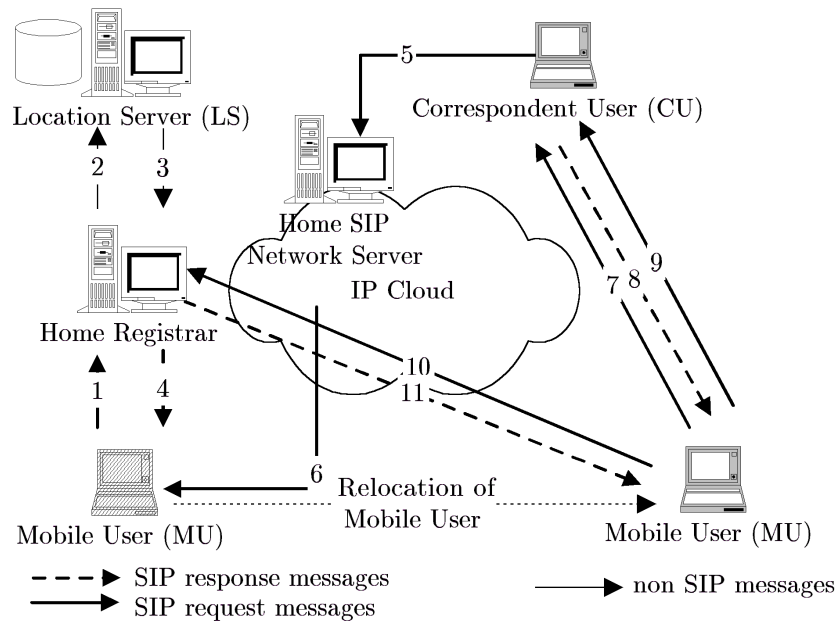 5
Correspondent User (CU)
Location Server (LS)
2
3
Home SIP
Network Server
IP Cloud
7
8
9
Home Registrar
1
4
10
11
6
Relocation of
Mobile User
Mobile User (MU)
Mobile User (MU)
SIP response messages
SIP request messages
non SIP messages